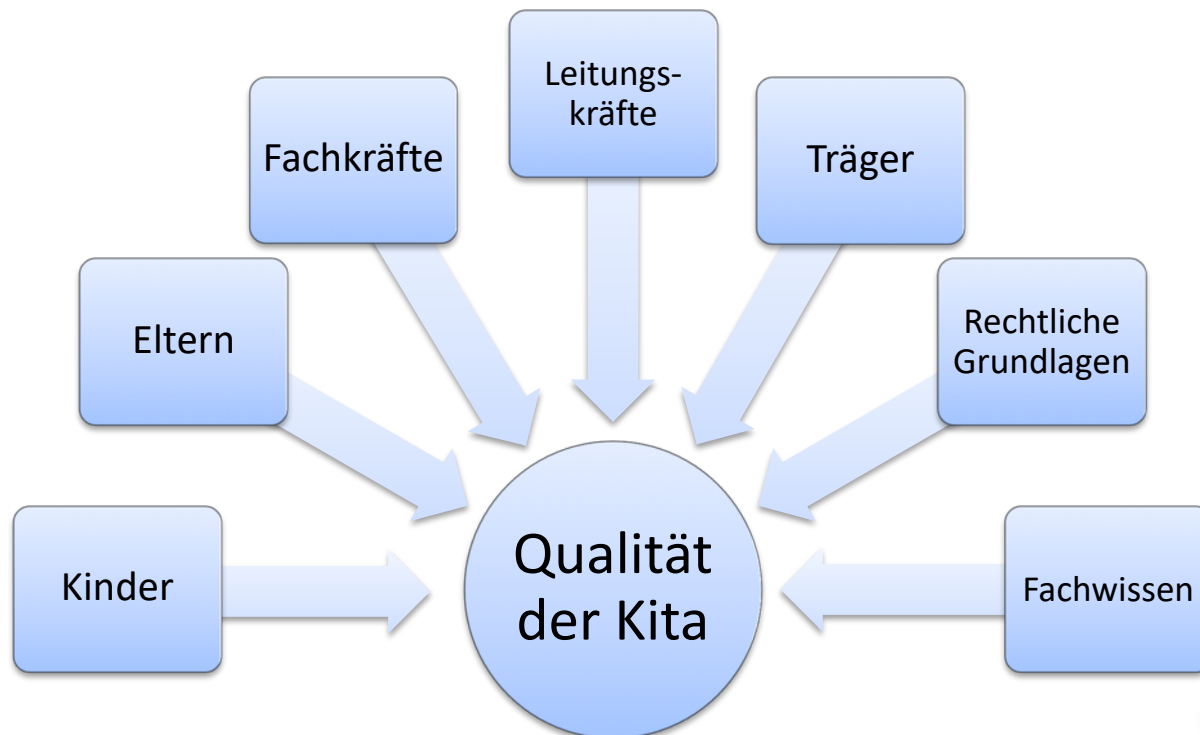 Leitungs-
kräfte
Fachkräfte
Träger
Eltern
Rechtliche
Grundlagen
Kinder
Qualität
der Kita
Fachwissen